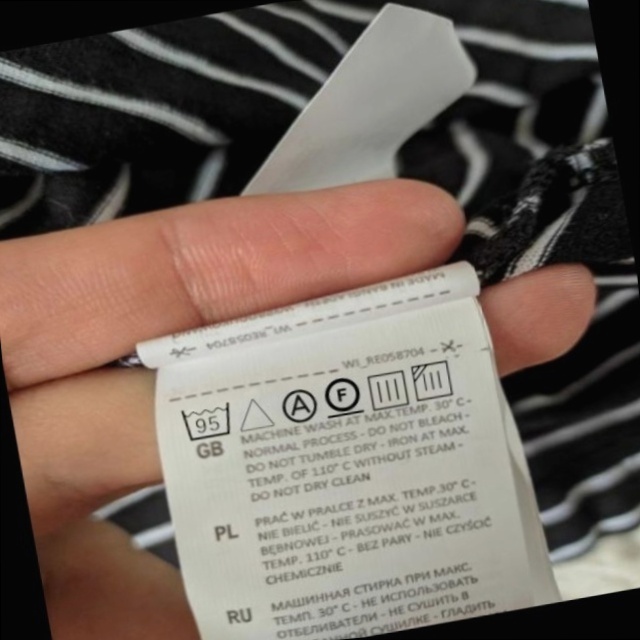 WI_RE058704
WI_RE058704
95 A F
GB MACHINE WASH AT MAX.TEMP. 30° C -
NORMAL PROCESS - DO NOT BLEACH -
DO NOT TUMBLE DRY - IRON AT MAX.
TEMP. OF 110° C WITHOUT STEAM -
DO NOT DRY CLEAN
PL PRAĆ W PRALCE Z MAX. TEMP.30° C -
NIE BIELIĆ - NIE SUSZYĆ W SUSZARCE
BĘBNOWEJ - PRASOWAĆ W MAX.
TEMP. 110° C - BEZ PARY - NIE CZYŚCIĆ
CHEMICZNIE
RU МАШИННАЯ СТИРКА ПРИ МАКС.
ТЕМП. 30° C - НЕ ИСПОЛЬЗОВАТЬ
ОТБЕЛИВАТЕЛИ - НЕ СУШИТЬ В
СУШИЛКЕ - ГЛАДИТЬ